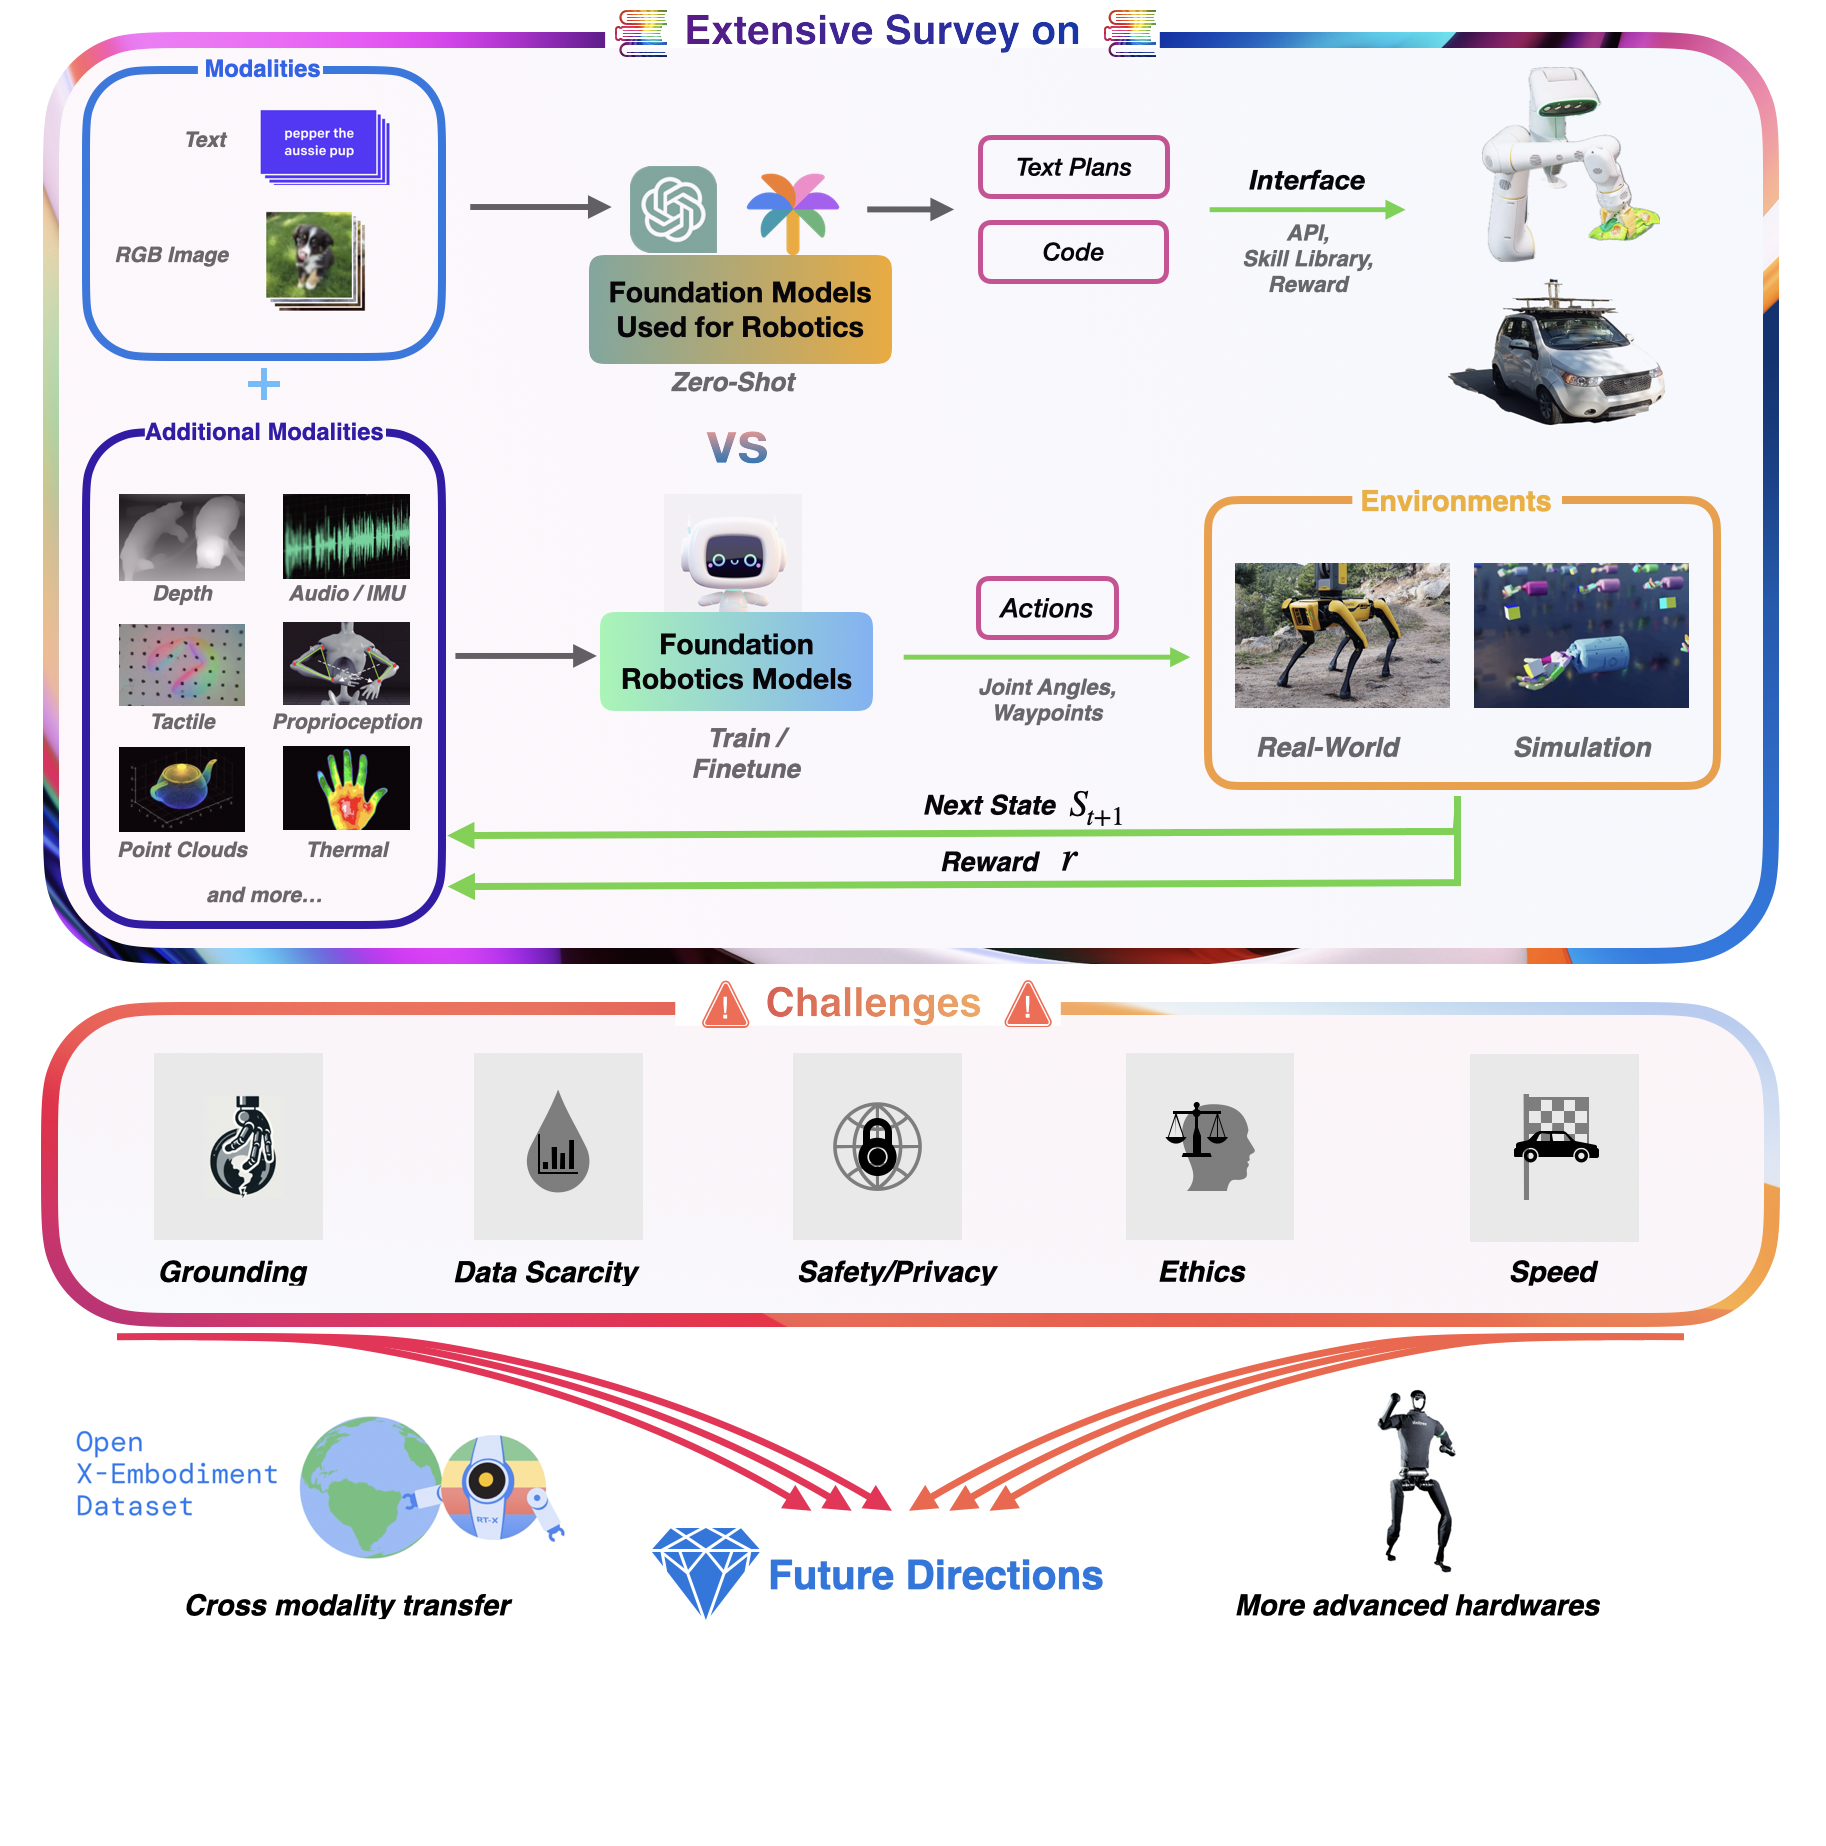 Extensive Survey on
Modalities
Text
pepper the
aussie pup
RGB Image
Foundation Models
Used for Robotics
Zero-Shot
Text Plans
Code
Interface
API,
Skill Library,
Reward
+
Additional Modalities
Depth
Audio / IMU
Tactile
Proprioception
Point Clouds
Thermal
and more...
vs
Foundation
Robotics Models
Train /
Finetune
Actions
Joint Angles,
Waypoints
Environments
Real-World
Simulation
Next State S_{t+1}
Reward r
Challenges
Grounding
Data Scarcity
Safety/Privacy
Ethics
Speed
Open
X-Embodiment
Dataset
RT-X
Cross modality transfer
Future Directions
More advanced hardwares